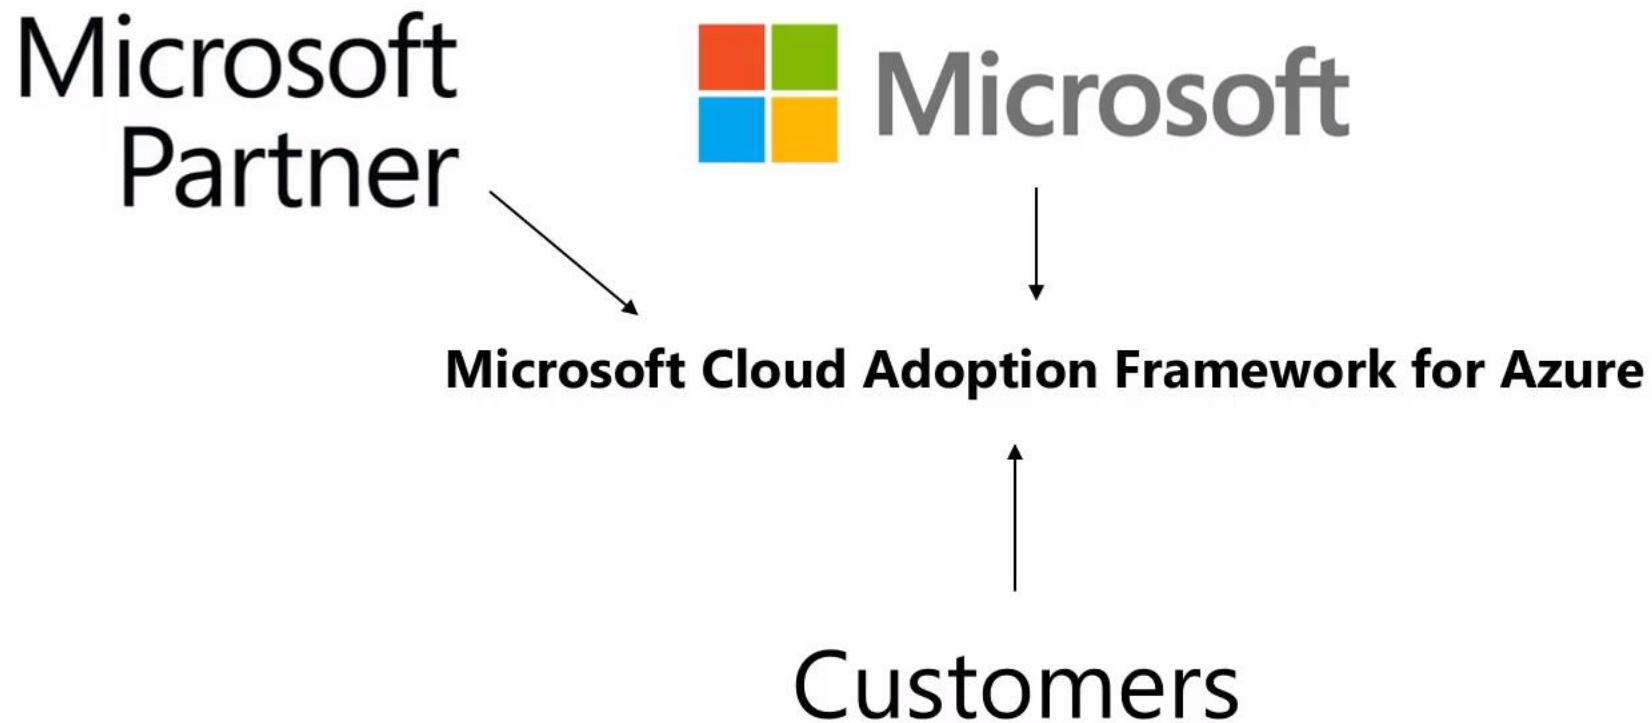 Microsoft
Partner
Microsoft
Microsoft Cloud Adoption Framework for Azure
Customers